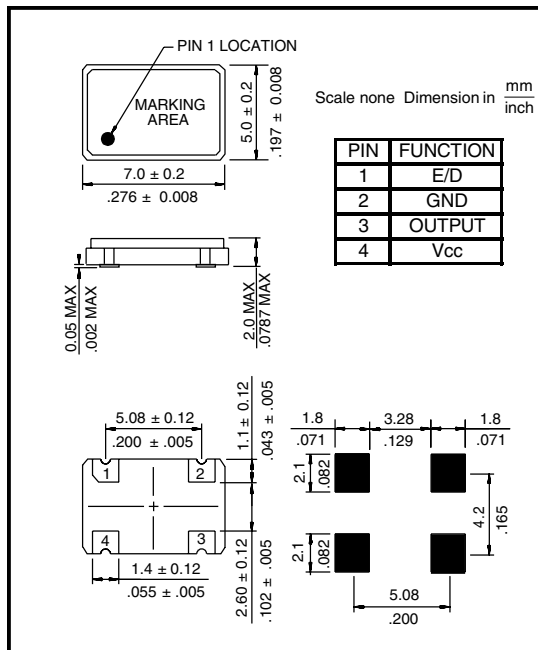 PIN 1 LOCATION
MARKING
AREA
5.0 ± 0.2
.197 ± 0.008
7.0 ± 0.2
.276 ± 0.008
Scale none Dimension in mm
inch
PIN FUNCTION
1 E/D
2 GND
3 OUTPUT
4 Vcc
0.05 MAX
.002 MAX
2.0 MAX
.0787 MAX
5.08 ± 0.12
.200 ± .005
1.1 ± 0.12
.043 ± .005
1 2
4 3
1.4 ± 0.12
.055 ± .005
2.60 ± 0.12
.102 ± .005
1.8 3.28 1.8
.071 .129 .071
2.1
.082
4.2
.165
2.1
.082
5.08
.200